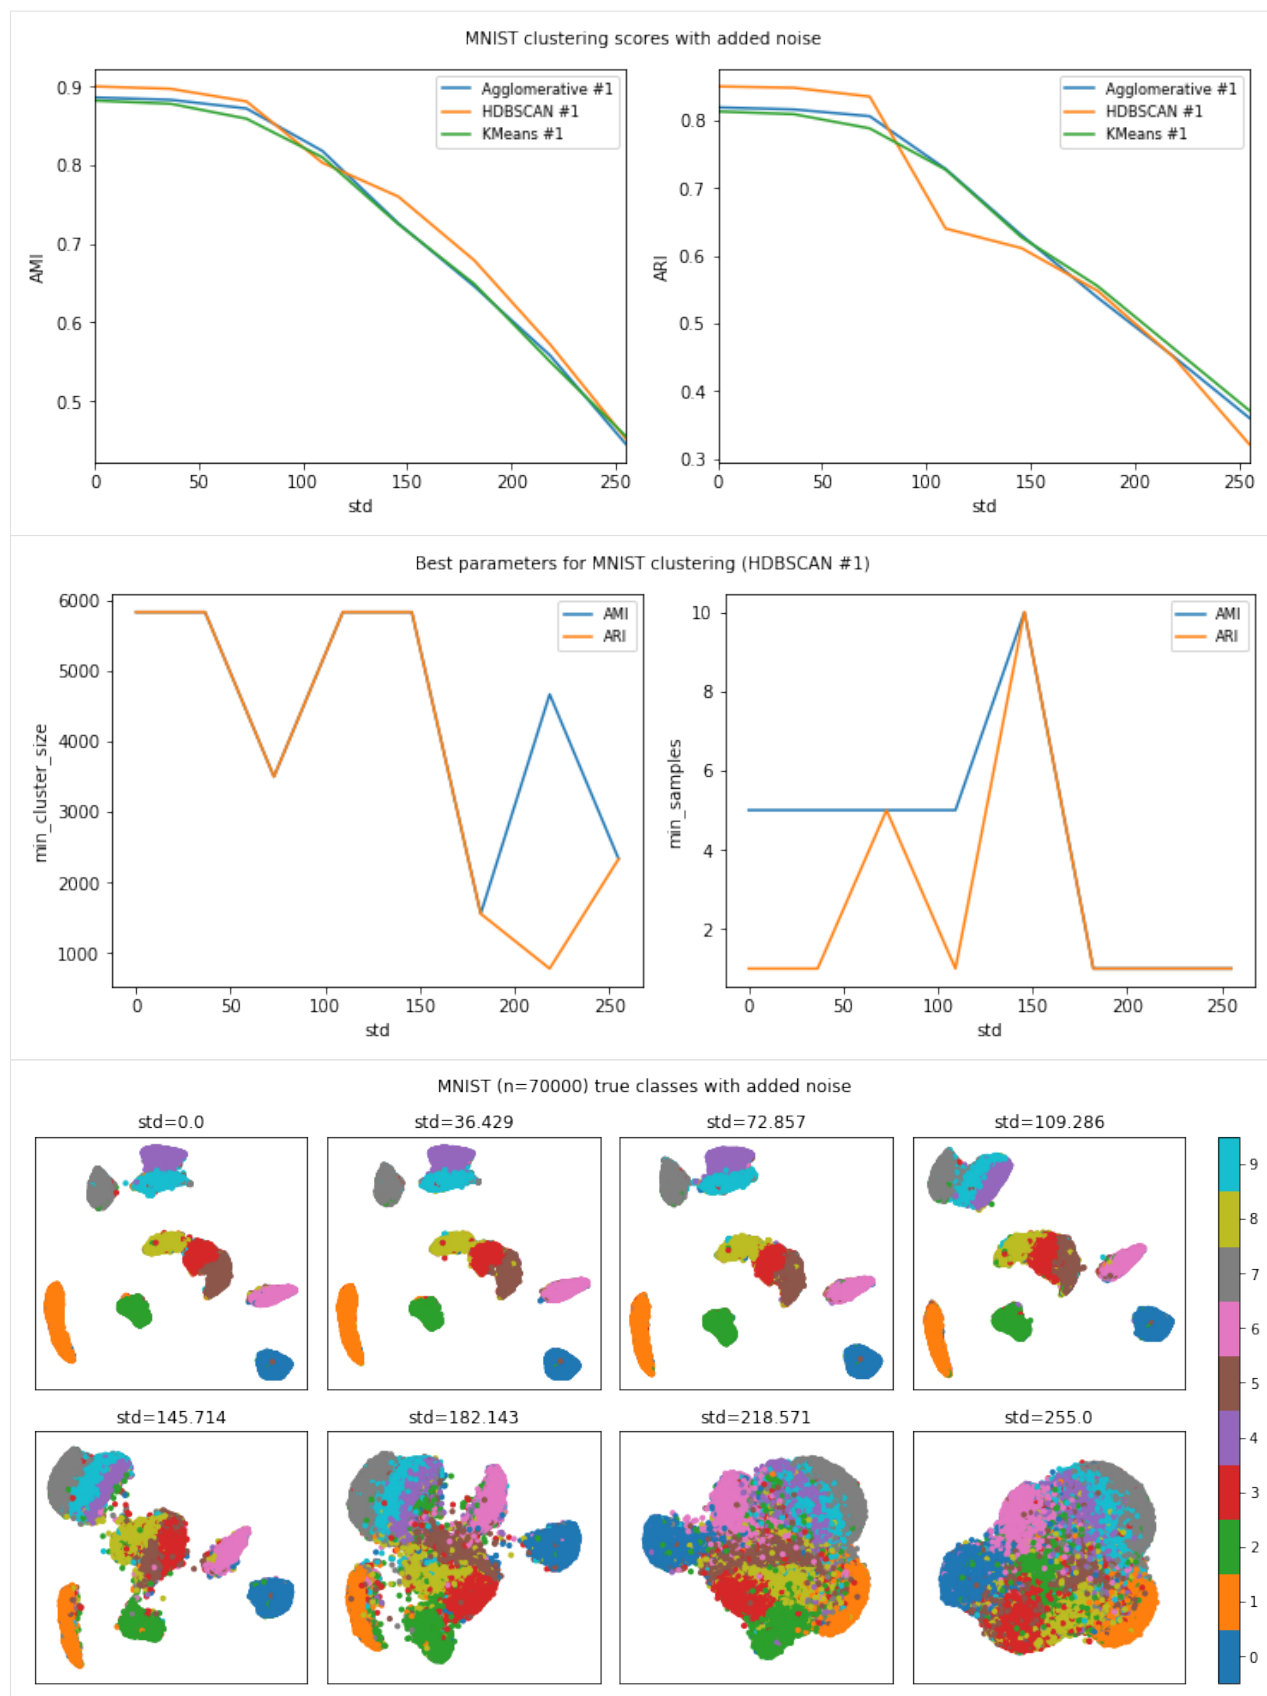 MNIST clustering scores with added noise
0.9
0.8
0.7
0.6
0.5
AMI
Agglomerative #1
HDBSCAN #1
KMeans #1
0 50 100 150 200 250
std
0.8
0.7
0.6
0.5
0.4
0.3
ARI
Agglomerative #1
HDBSCAN #1
KMeans #1
0 50 100 150 200 250
std
Best parameters for MNIST clustering (HDBSCAN #1)
6000
5000
4000
3000
2000
1000
min_cluster_size
AMI
ARI
0 50 100 150 200 250
std
10
8
6
4
2
min_samples
AMI
ARI
0 50 100 150 200 250
std
MNIST (n=70000) true classes with added noise
std=0.0 std=36.429 std=72.857 std=109.286
std=145.714 std=182.143 std=218.571 std=255.0
9
8
7
6
5
4
3
2
1
0